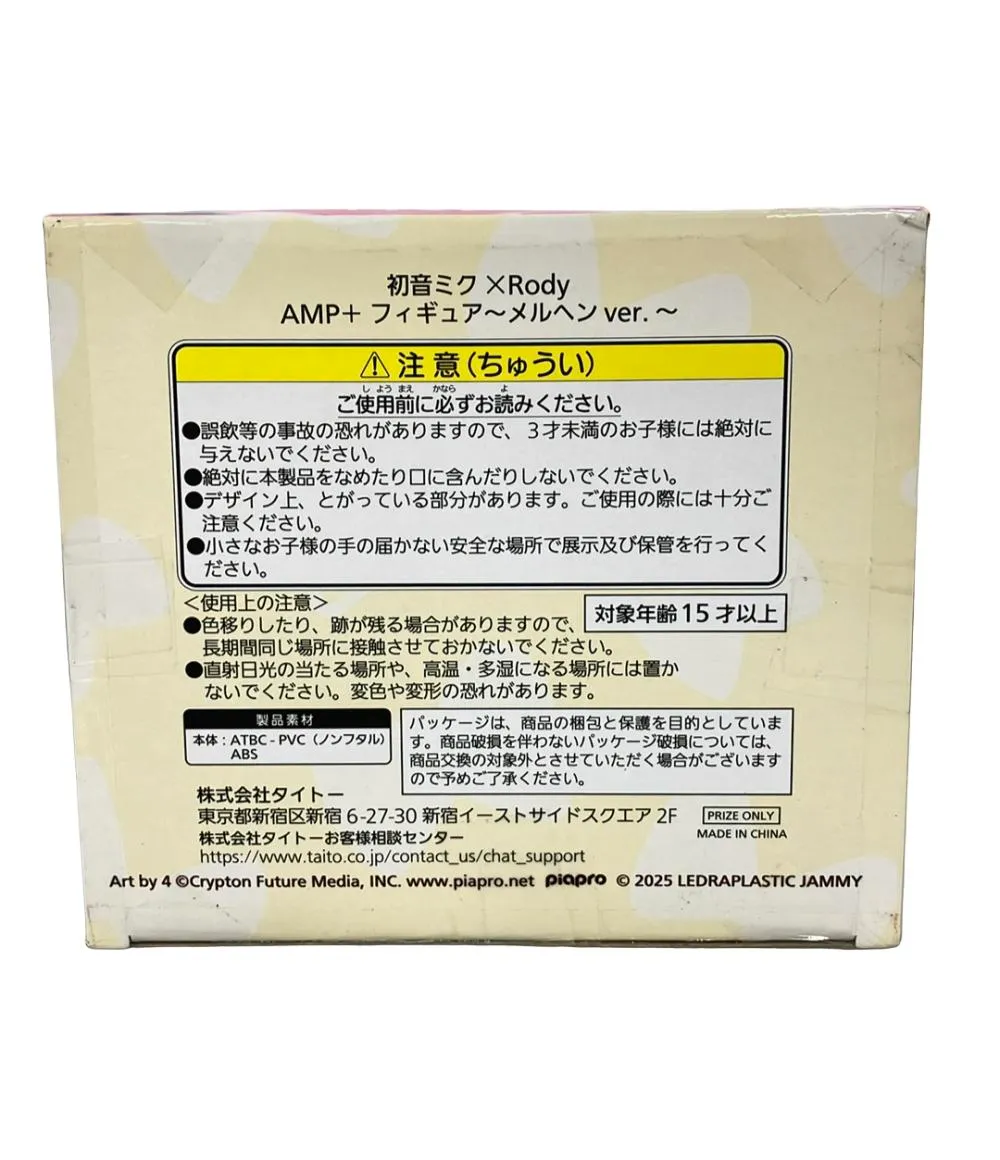 初音ミク×Rody
AMP+ フィギュア～メルヘン ver.～
⚠注意(ちゅうい)
ご使用前に必ずお読みください。
●誤飲等の事故の恐れがありますので、3才未満のお子様には絶対に
与えないでください。
●絶対に本製品をなめたり口に含んだりしないでください。
●デザイン上、とがっている部分があります。ご使用の際には十分ご
注意ください。
●小さなお子様の手の届かない安全な場所で展示及び保管を行ってく
ださい。
＜使用上の注意＞
対象年齢15才以上
●色移りしたり、跡が残る場合がありますので、
長期間同じ場所に接触させておかないでください。
●直射日光の当たる場所や、高温・多湿になる場所には置か
ないでください。変色や変形の恐れがあります。
製品素材
本体：ATBC-PVC（ノンフタル）
ABS
パッケージは、商品の梱包と保護を目的としていま
す。商品破損を伴わないパッケージ破損については、
商品交換の対象外とさせていただく場合がございます
ので予めご了承ください。
株式会社タイトー
東京都新宿区新宿 6-27-30 新宿イーストサイドスクエア 2F
株式会社タイトーお客様相談センター
https://www.taito.co.jp/contact_us/chat_support
PRIZE ONLY
MADE IN CHINA
Art by 4 ©Crypton Future Media, INC. www.piapro.net piapro © 2025 LEDRAPLASTIC JAMMY